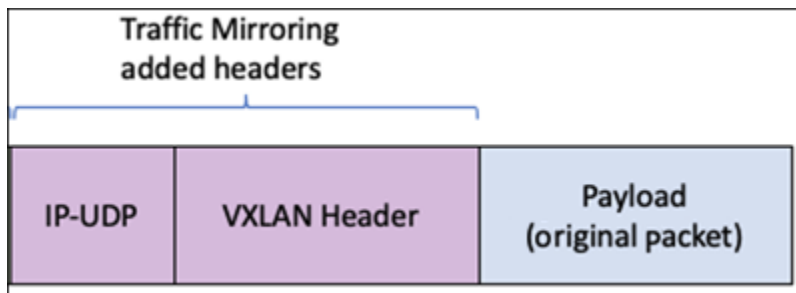 Traffic Mirroring
added headers
IP-UDP
VXLAN Header
Payload
(original packet)